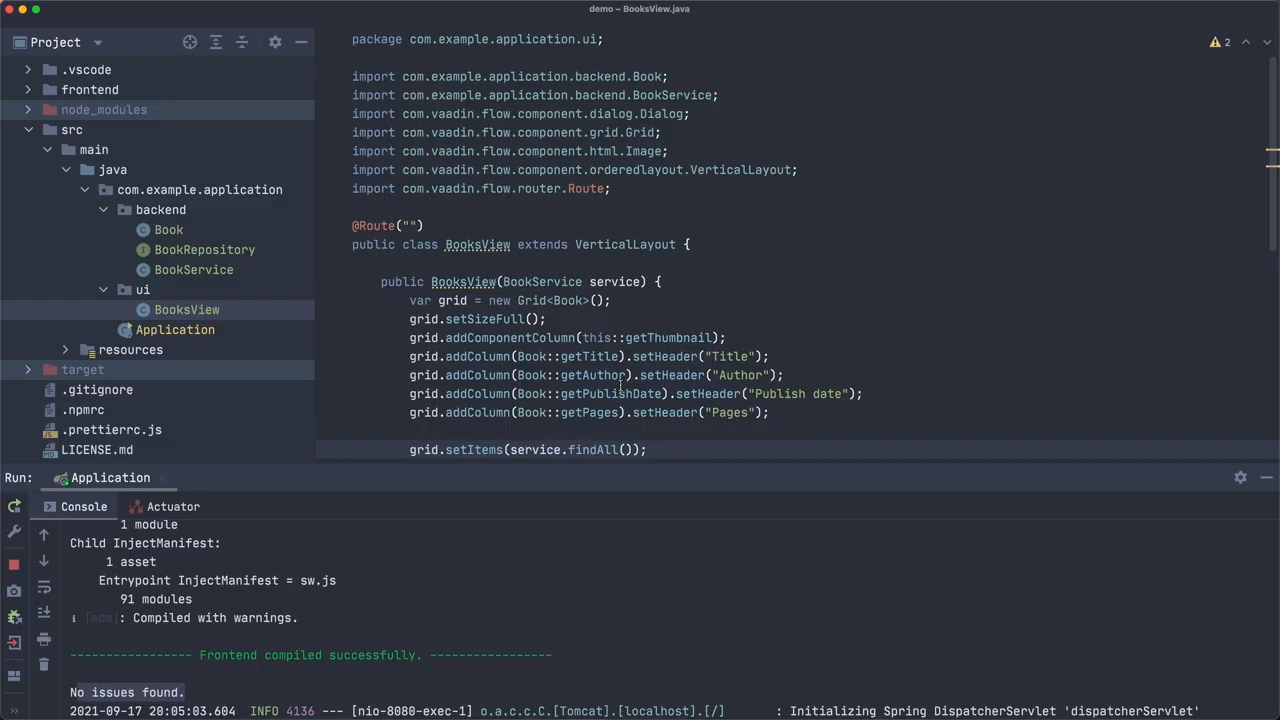 demo – BooksView.java
Project
2
.vscode
frontend
node_modules
src
main
java
com.example.application
backend
Book
BookRepository
BookService
ui
BooksView
Application
resources
target
.gitignore
.npmrc
.prettierrc.js
LICENSE.md
package com.example.application.ui;
import com.example.application.backend.Book;
import com.example.application.backend.BookService;
import com.vaadin.flow.component.dialog.Dialog;
import com.vaadin.flow.component.grid.Grid;
import com.vaadin.flow.component.html.Image;
import com.vaadin.flow.component.orderedlayout.VerticalLayout;
import com.vaadin.flow.router.Route;
@Route("")
public class BooksView extends VerticalLayout {
public BooksView(BookService service) {
var grid = new Grid<Book>();
grid.setSizeFull();
grid.addComponentColumn(this::getThumbnail);
grid.addColumn(Book::getTitle).setHeader("Title");
grid.addColumn(Book::getAuthor).setHeader("Author");
grid.addColumn(Book::getPublishDate).setHeader("Publish date");
grid.addColumn(Book::getPages).setHeader("Pages");
grid.setItems(service.findAll());
Run: Application
Console Actuator
1 module
Child InjectManifest:
1 asset
Entrypoint InjectManifest = sw.js
91 modules
i [wdm]: Compiled with warnings.
----------------- Frontend compiled successfully. -----------------
No issues found.
2021-09-17 20:05:03.604 INFO 4136 --- [nio-8080-exec-1] o.a.c.c.C.[Tomcat].[localhost].[/] : Initializing Spring DispatcherServlet 'dispatcherServlet'